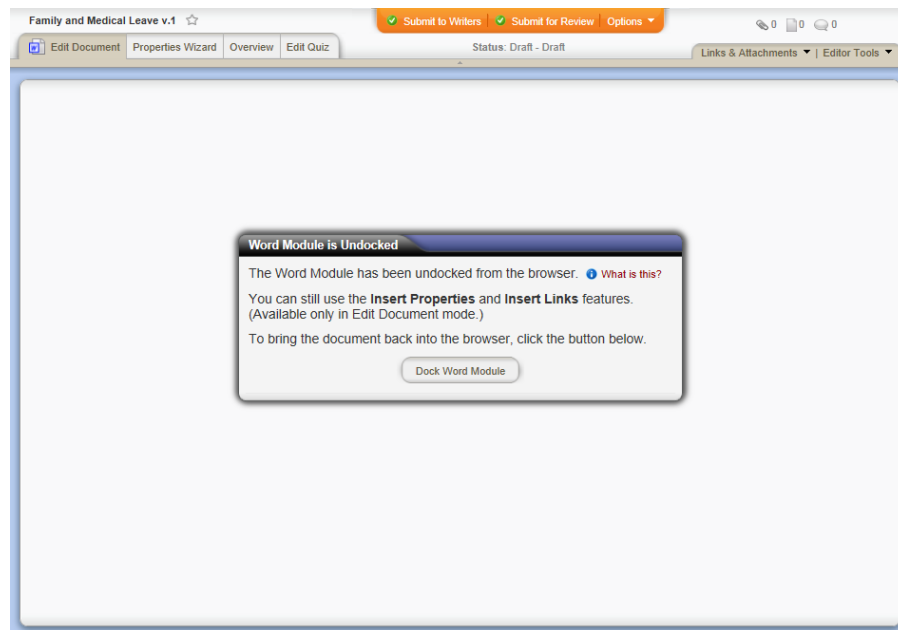 Family and Medical Leave v.1
Submit to Writers Submit for Review Options
0 0 0
Edit Document Properties Wizard Overview Edit Quiz
Status: Draft - Draft
Links & Attachments | Editor Tools
Word Module is Undocked
The Word Module has been undocked from the browser. What is this?
You can still use the Insert Properties and Insert Links features.
(Available only in Edit Document mode.)
To bring the document back into the browser, click the button below.
Dock Word Module